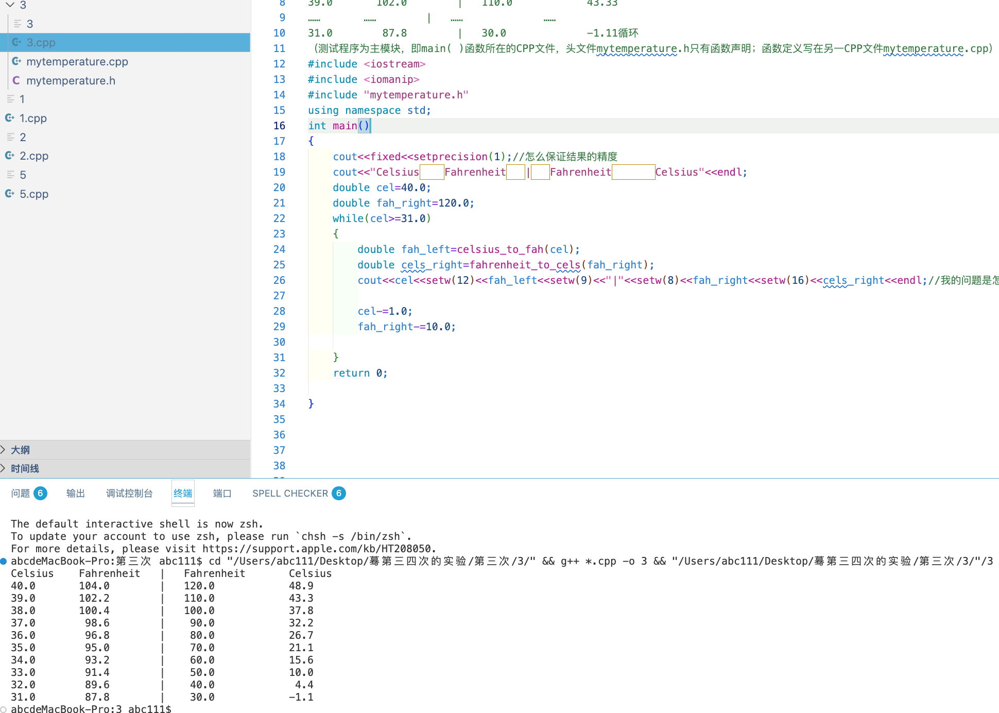 3
3
3.cpp
mytemperature.cpp
mytemperature.h
1
1.cpp
2
2.cpp
5
5.cpp
大纲
时间线
8 39.0 102.0 | 110.0 43.33
9 …… …… | …… ……
10 31.0 87.8 | 30.0 -1.11循环
11 （测试程序为主模块，即main( )函数所在的CPP文件，头文件mytemperature.h只有函数声明；函数定义写在另一CPP文件mytemperature.cpp）
12 #include <iostream>
13 #include <iomanip>
14 #include "mytemperature.h"
15 using namespace std;
16 int main()
17 {
18 cout<<fixed<<setprecision(1);//怎么保证结果的精度
19 cout<<"Celsius    Fahrenheit   |   Fahrenheit       Celsius"<<endl;
20 double cel=40.0;
21 double fah_right=120.0;
22 while(cel>=31.0)
23 {
24 double fah_left=celsius_to_fah(cel);
25 double cels_right=fahrenheit_to_cels(fah_right);
26 cout<<cel<<setw(12)<<fah_left<<setw(9)<<"|"<<setw(8)<<fah_right<<setw(16)<<cels_right<<endl;//我的问题是怎
27
28 cel-=1.0;
29 fah_right-=10.0;
30
31 }
32 return 0;
33
34 }
35
36
37
38
问题 6 输出 调试控制台 终端 端口 SPELL CHECKER 6
The default interactive shell is now zsh.
To update your account to use zsh, please run `chsh -s /bin/zsh`.
For more details, please visit https://support.apple.com/kb/HT208050.
abcdeMacBook-Pro:第三次 abc111$ cd "/Users/abc111/Desktop/蓦第三四次的实验/第三次/3/" && g++ *.cpp -o 3 && "/Users/abc111/Desktop/蓦第三四次的实验/第三次/3/"/3
Celsius    Fahrenheit   |   Fahrenheit       Celsius
40.0       104.0        |   120.0            48.9
39.0       102.2        |   110.0            43.3
38.0       100.4        |   100.0            37.8
37.0        98.6        |    90.0            32.2
36.0        96.8        |    80.0            26.7
35.0        95.0        |    70.0            21.1
34.0        93.2        |    60.0            15.6
33.0        91.4        |    50.0            10.0
32.0        89.6        |    40.0             4.4
31.0        87.8        |    30.0            -1.1
abcdeMacBook-Pro:3 abc111$